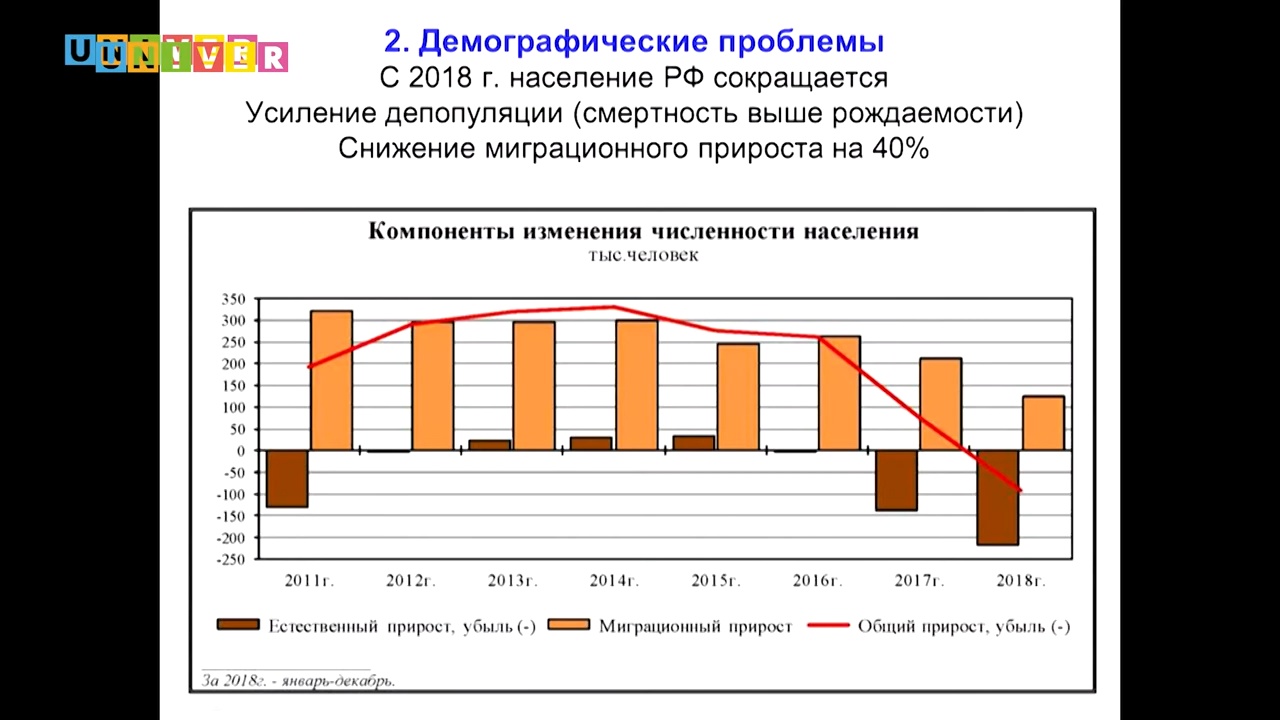 UNIVER
UNIVER
2. Демографические проблемы
С 2018 г. население РФ сокращается
Усиление депопуляции (смертность выше рождаемости)
Снижение миграционного прироста на 40%
Компоненты изменения численности населения
тыс.человек
350
300
250
200
150
100
50
0
-50
-100
-150
-200
-250
2011г. 2012г. 2013г. 2014г. 2015г. 2016г. 2017г. 2018г.
Естественный прирост, убыль (-) Миграционный прирост Общий прирост, убыль (-)
За 2018г. - январь-декабрь.